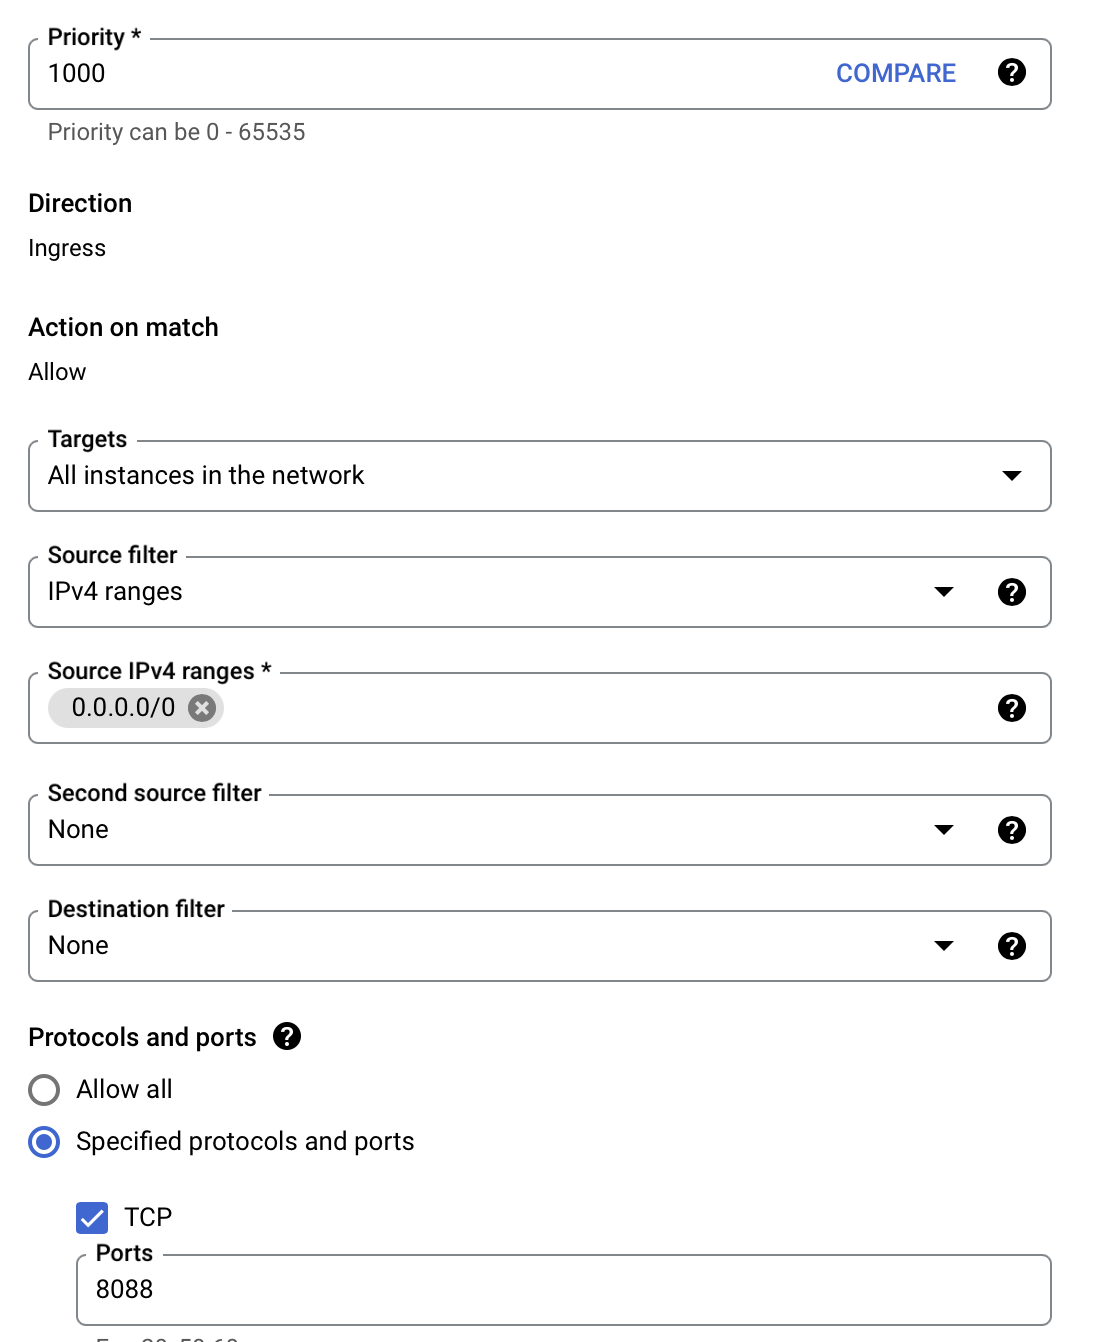 Priority *
1000
COMPARE
Priority can be 0 - 65535
Direction
Ingress
Action on match
Allow
Targets
All instances in the network
Source filter
IPv4 ranges
Source IPv4 ranges *
0.0.0.0/0
Second source filter
None
Destination filter
None
Protocols and ports
Allow all
Specified protocols and ports
TCP
Ports
8088